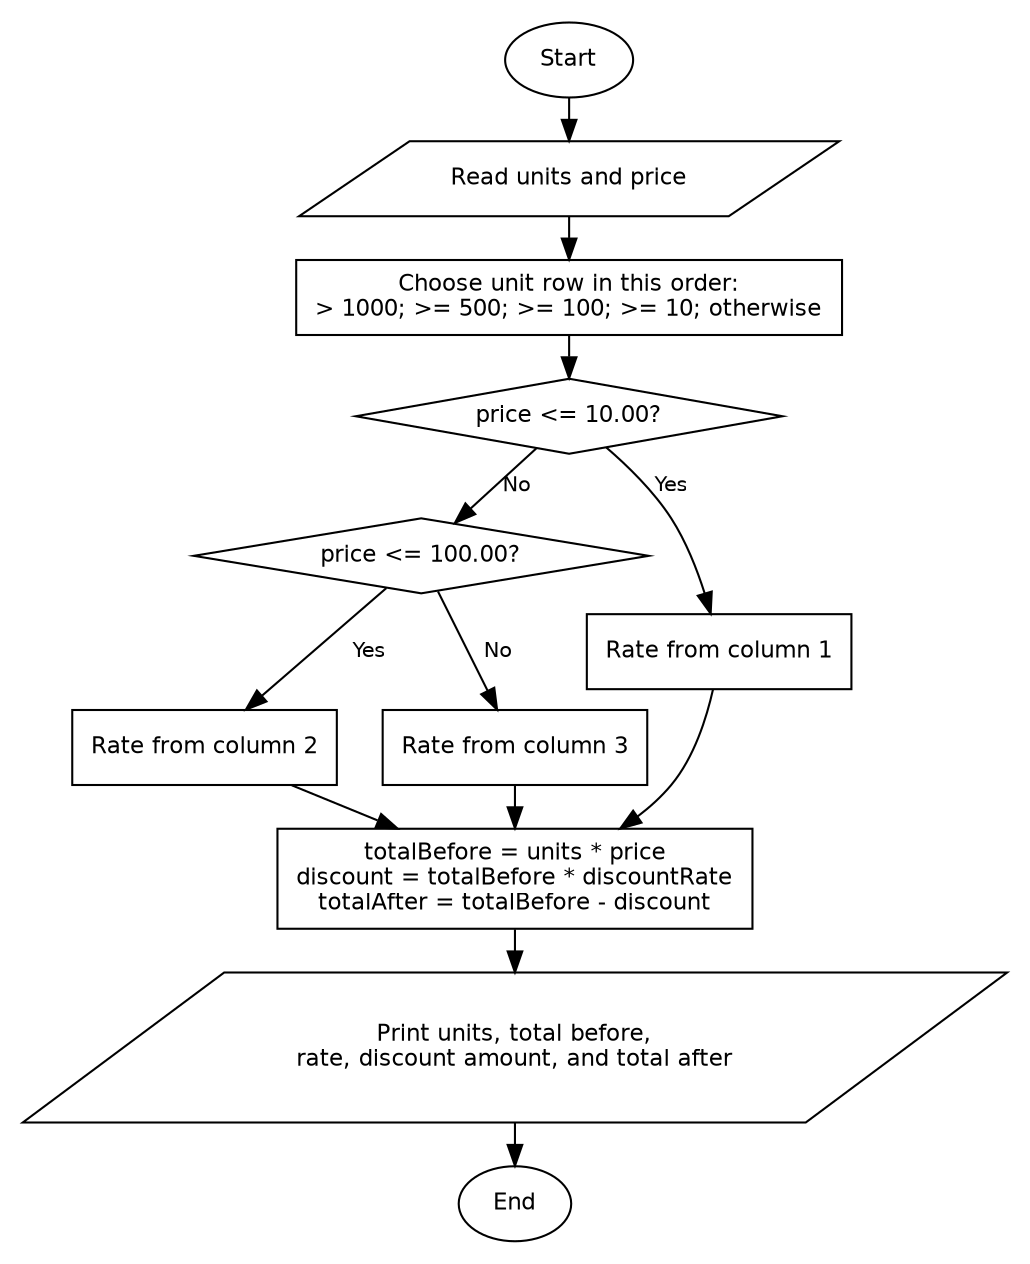 Start
Read units and price
Choose unit row in this order:
> 1000; >= 500; >= 100; >= 10; otherwise
price <= 10.00?
No
Yes
price <= 100.00?
Yes
No
Rate from column 1
Rate from column 2
Rate from column 3
totalBefore = units * price
discount = totalBefore * discountRate
totalAfter = totalBefore - discount
Print units, total before,
rate, discount amount, and total after
End